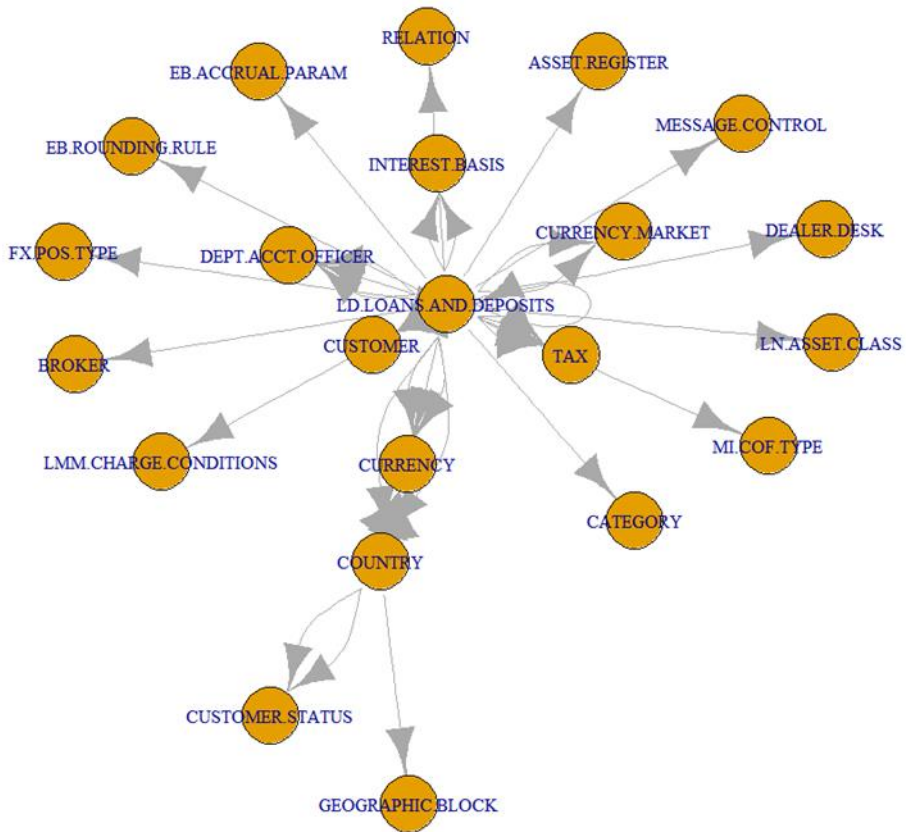 RELATION
EB.ACCRUAL.PARAM
ASSET.REGISTER
MESSAGE.CONTROL
EB.ROUNDING.RULE
INTEREST.BASIS
DEALER.DESK
CURRENCY.MARKET
FX.POS.TYPE
DEPT.ACCT.OFFICER
LD.LOANS.AND.DEPOSITS
CUSTOMER
LN.ASSET.CLASS
TAX
BROKER
MI.COF.TYPE
LMM.CHARGE.CONDITIONS
CURRENCY
CATEGORY
COUNTRY
CUSTOMER.STATUS
GEOGRAPHIC.BLOCK